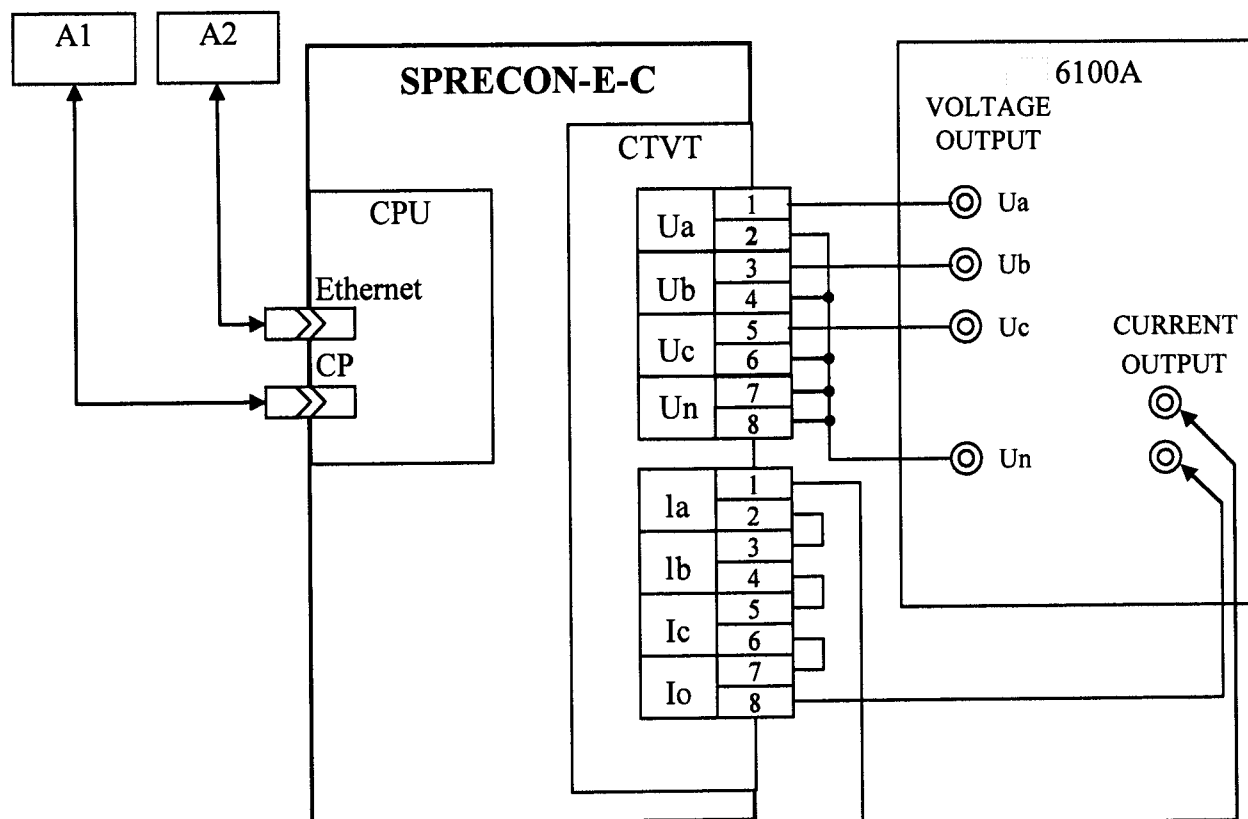 A1
A2
SPRECON-E-C
6100A
VOLTAGE
OUTPUT
CTVT
CPU
Ua
1
2
Ub
3
4
Uc
5
6
Un
7
8
Ua
Ub
Uc
Un
Ethernet
CP
CURRENT
OUTPUT
Ia
1
2
Ib
3
4
Ic
5
6
Io
7
8